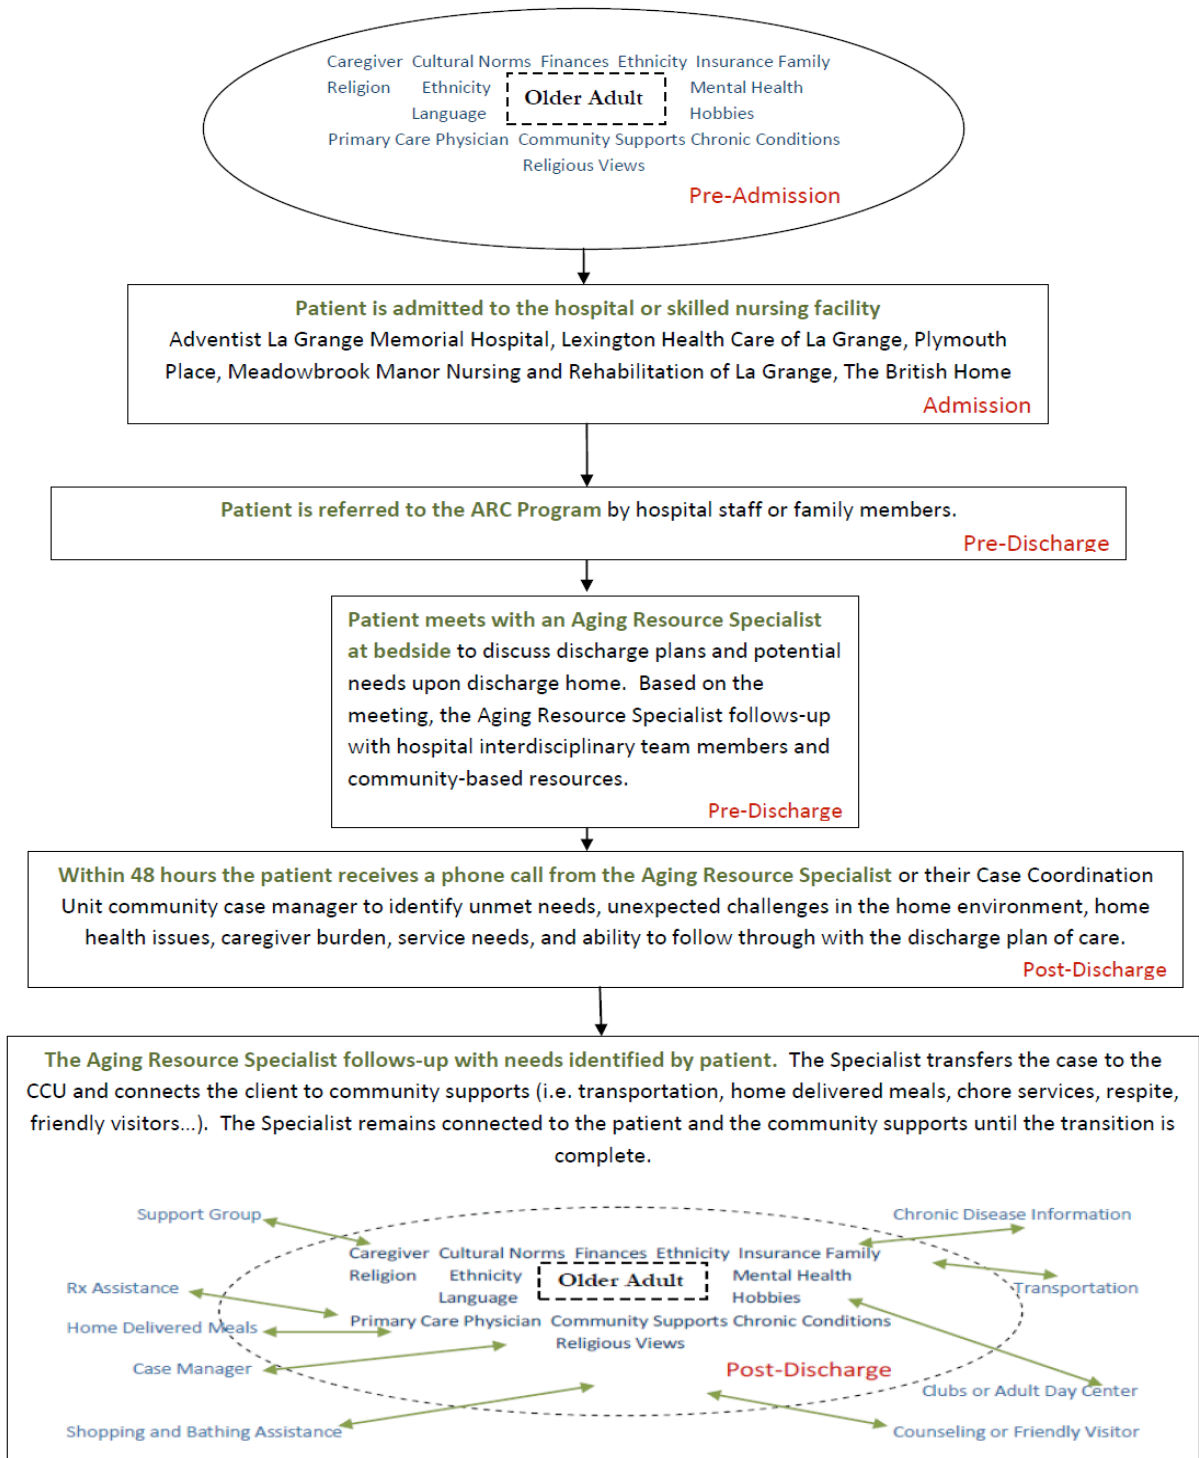 Caregiver Cultural Norms Finances Ethnicity Insurance Family
Religion Ethnicity Older Adult Mental Health
Language Hobbies
Primary Care Physician Community Supports Chronic Conditions
Religious Views
Pre-Admission
Patient is admitted to the hospital or skilled nursing facility
Adventist La Grange Memorial Hospital, Lexington Health Care of La Grange, Plymouth
Place, Meadowbrook Manor Nursing and Rehabilitation of La Grange, The British Home
Admission
Patient is referred to the ARC Program by hospital staff or family members.
Pre-Discharge
Patient meets with an Aging Resource Specialist
at bedside to discuss discharge plans and potential
needs upon discharge home. Based on the
meeting, the Aging Resource Specialist follows-up
with hospital interdisciplinary team members and
community-based resources.
Pre-Discharge
Within 48 hours the patient receives a phone call from the Aging Resource Specialist or their Case Coordination
Unit community case manager to identify unmet needs, unexpected challenges in the home environment, home
health issues, caregiver burden, service needs, and ability to follow through with the discharge plan of care.
Post-Discharge
The Aging Resource Specialist follows-up with needs identified by patient. The Specialist transfers the case to the
CCU and connects the client to community supports (i.e. transportation, home delivered meals, chore services, respite,
friendly visitors...). The Specialist remains connected to the patient and the community supports until the transition is
complete.
Support Group
Chronic Disease Information
Caregiver Cultural Norms Finances Ethnicity Insurance Family
Religion Ethnicity Older Adult Mental Health
Rx Assistance
Transportation
Language Hobbies
Primary Care Physician Community Supports Chronic Conditions
Home Delivered Meals
Religious Views
Case Manager
Post-Discharge
Clubs or Adult Day Center
Shopping and Bathing Assistance
Counseling or Friendly Visitor